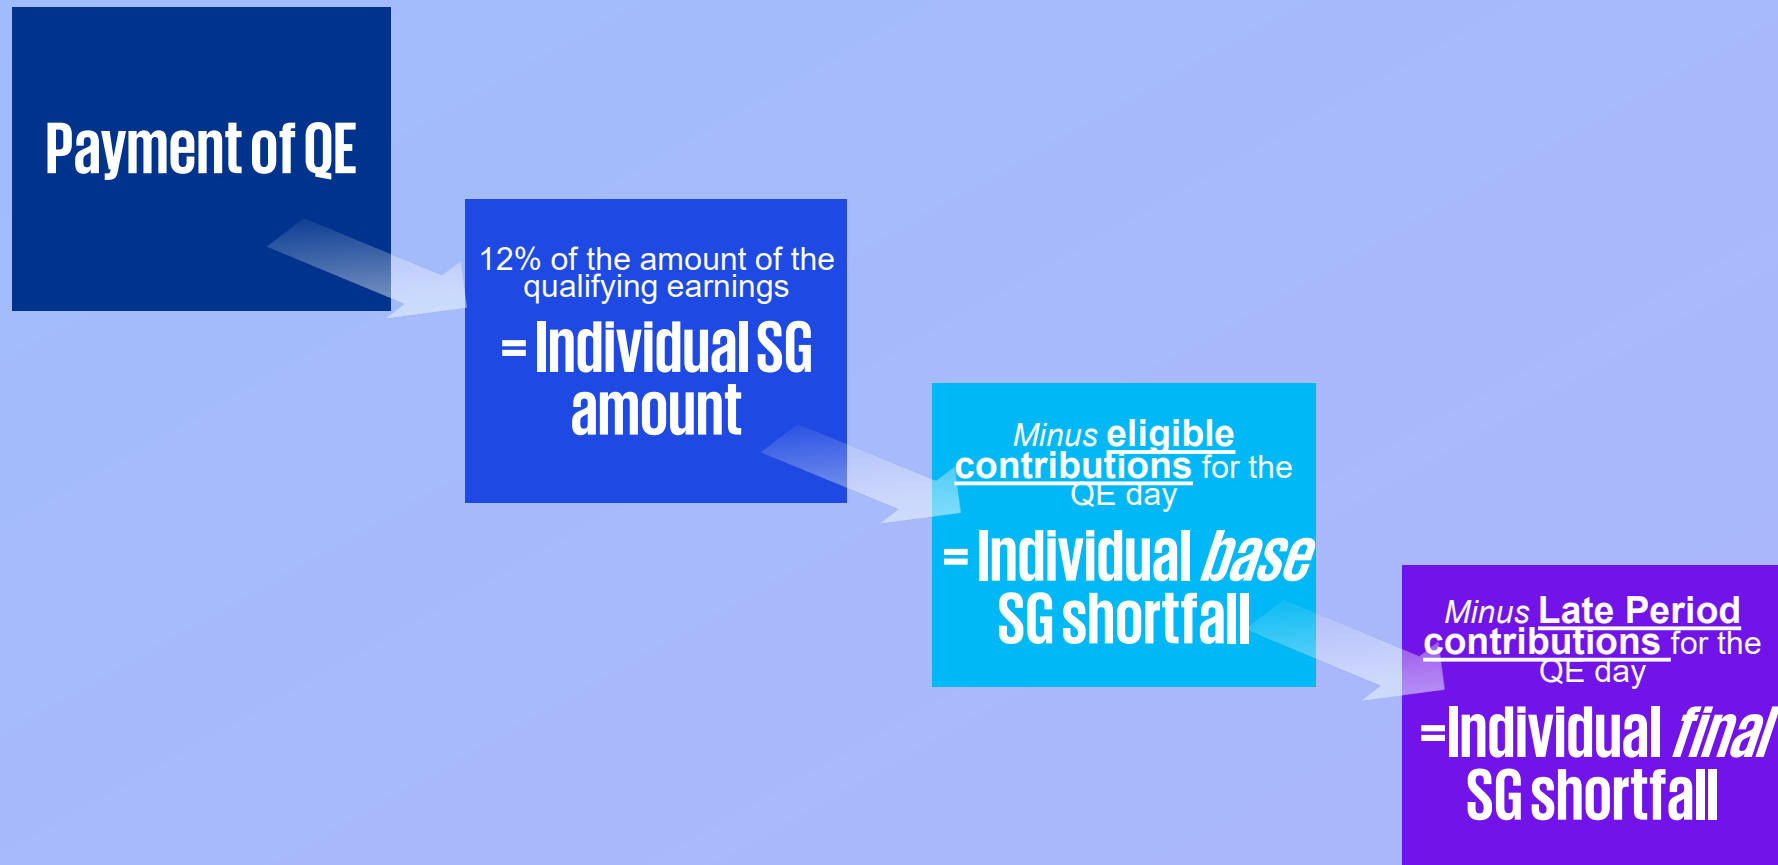 Payment of QE
12% of the amount of the
qualifying earnings
= Individual SG
amount
Minus eligible
contributions for the
QE day
= Individual base
SG shortfall
Minus Late Period
contributions for the
QE day
=Individual final
SG shortfall